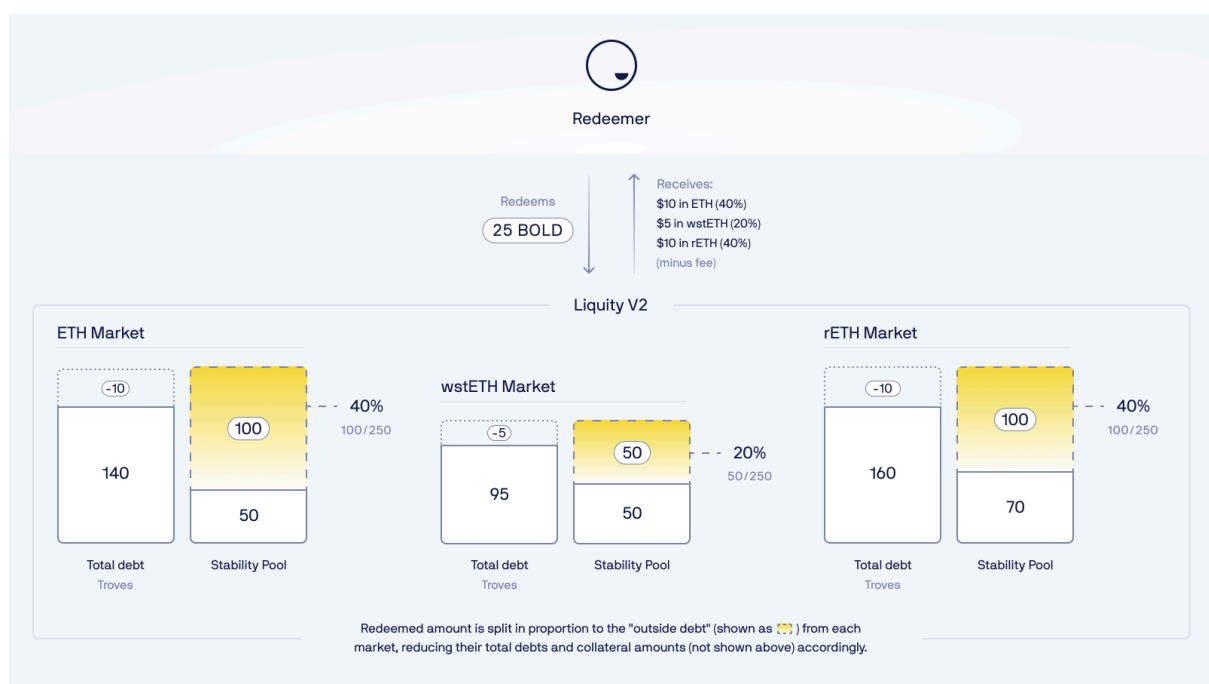 Redeemer
Redeems
25 BOLD
Receives:
$10 in ETH (40%)
$5 in wstETH (20%)
$10 in rETH (40%)
(minus fee)
Liquity V2
ETH Market
-10
140
Total debt
Troves
100
50
Stability Pool
40%
100/250
wstETH Market
-5
95
Total debt
Troves
50
50
Stability Pool
20%
50/250
rETH Market
-10
160
Total debt
Troves
100
70
Stability Pool
40%
100/250
Redeemed amount is split in proportion to the "outside debt" (shown as ) from each
market, reducing their total debts and collateral amounts (not shown above) accordingly.